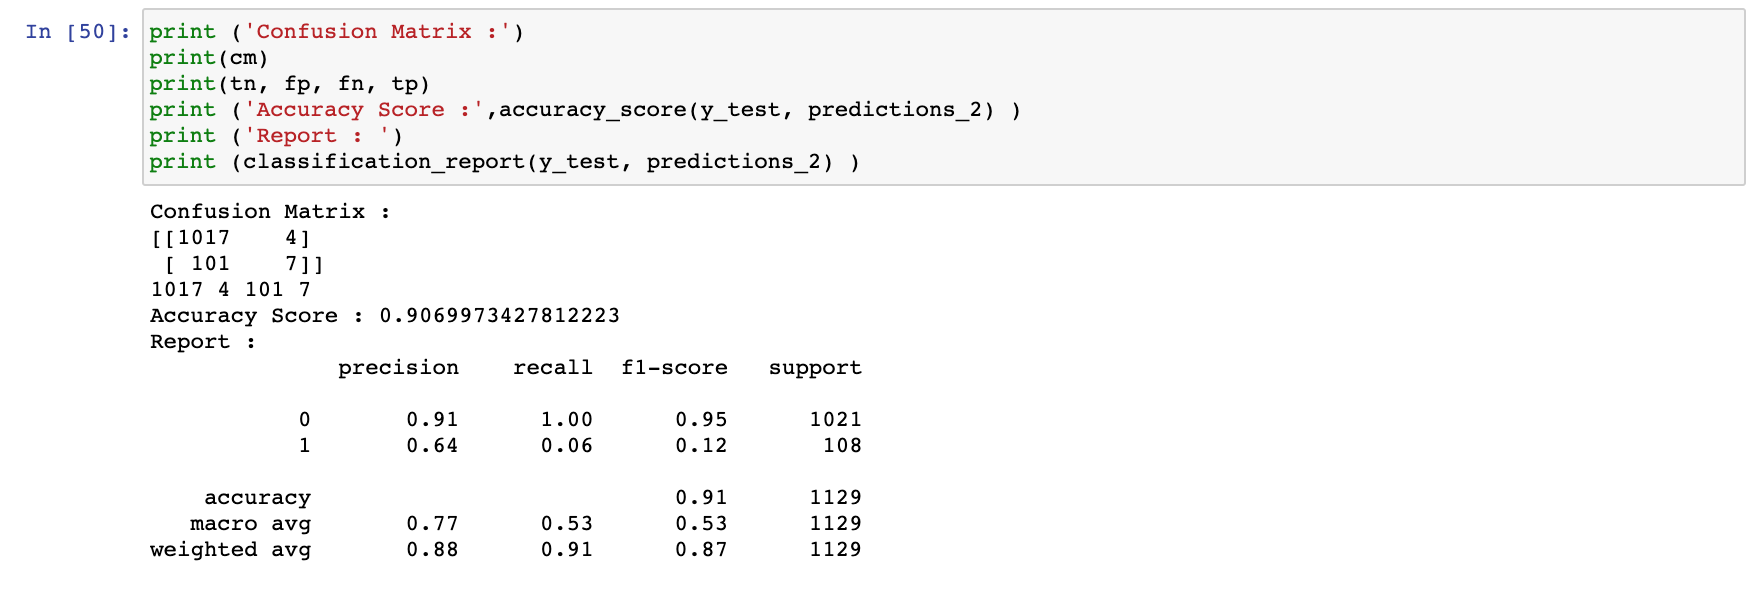 In [50]: print ('Confusion Matrix :')
print(cm)
print(tn, fp, fn, tp)
print ('Accuracy Score :',accuracy_score(y_test, predictions_2) )
print ('Report : ')
print (classification_report(y_test, predictions_2) )
Confusion Matrix :
[[1017    4]
 [ 101    7]]
1017 4 101 7
Accuracy Score : 0.9069973427812223
Report :
              precision    recall  f1-score   support
           0       0.91      1.00      0.95      1021
           1       0.64      0.06      0.12       108
    accuracy                           0.91      1129
   macro avg       0.77      0.53      0.53      1129
weighted avg       0.88      0.91      0.87      1129